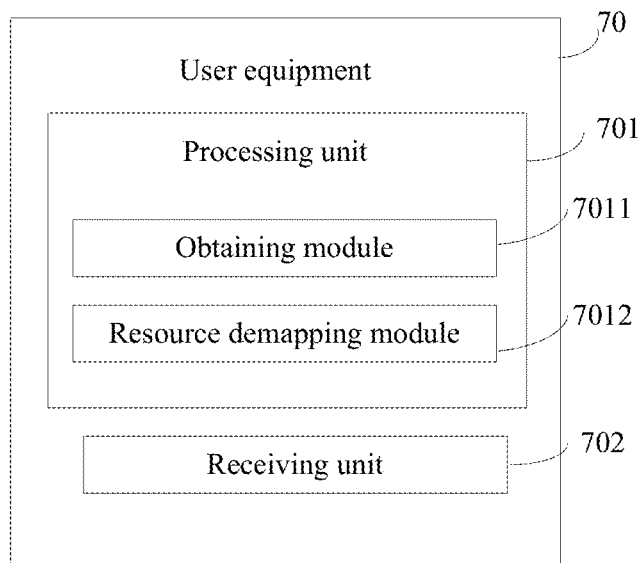 70
User equipment
701
Processing unit
7011
Obtaining module
7012
Resource demapping module
702
Receiving unit